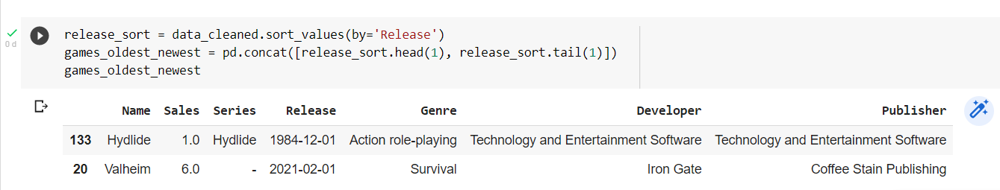 release_sort = data_cleaned.sort_values(by='Release')
0 d
games_oldest_newest = pd.concat([release_sort.head(1), release_sort.tail(1)])
games_oldest_newest
Name Sales Series Release Genre Developer Publisher
133 Hydlide 1.0 Hydlide 1984-12-01 Action role-playing Technology and Entertainment Software Technology and Entertainment Software
20 Valheim 6.0 - 2021-02-01 Survival Iron Gate Coffee Stain Publishing